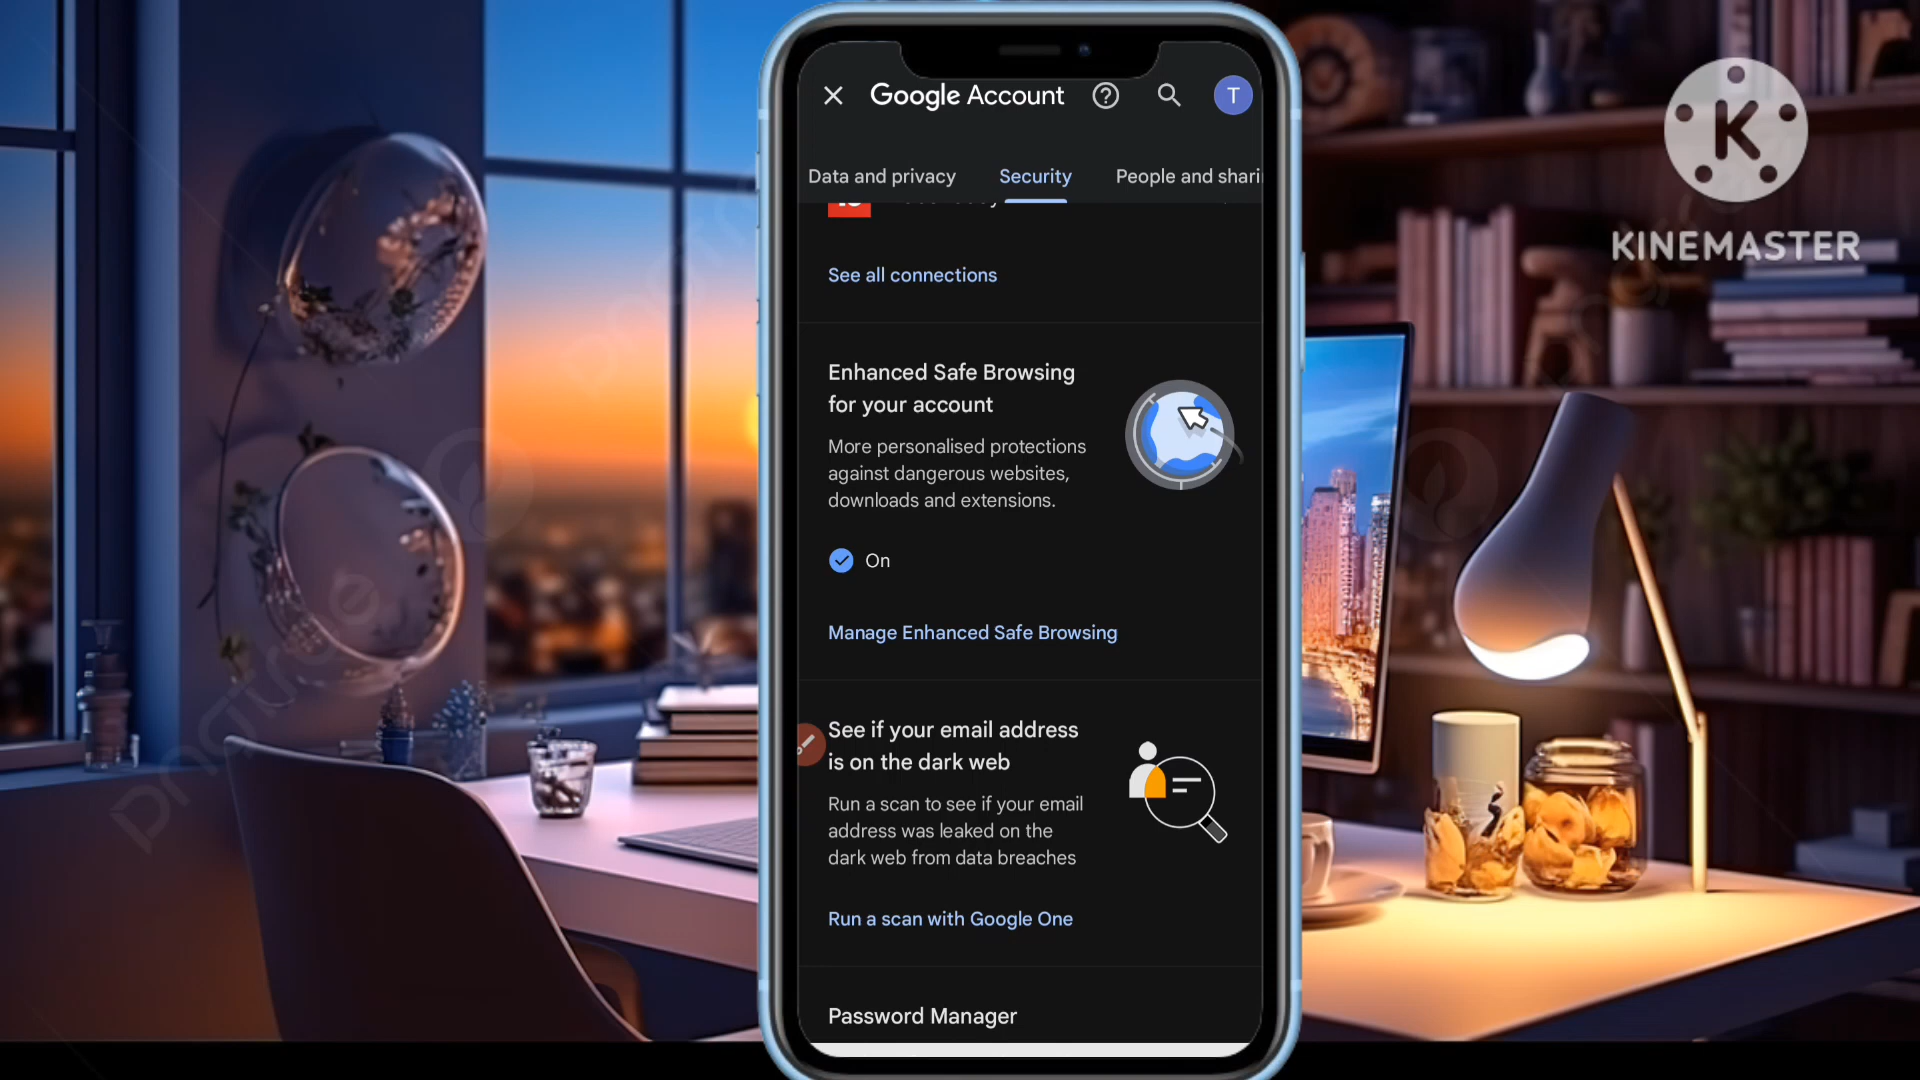 Google Account
T
Data and privacy
Security
People and shari
See all connections
Enhanced Safe Browsing
for your account
More personalised protections
against dangerous websites,
downloads and extensions.
On
Manage Enhanced Safe Browsing
See if your email address
is on the dark web
Run a scan to see if your email
address was leaked on the
dark web from data breaches
Run a scan with Google One
Password Manager
K
KINEMASTER
pngtree